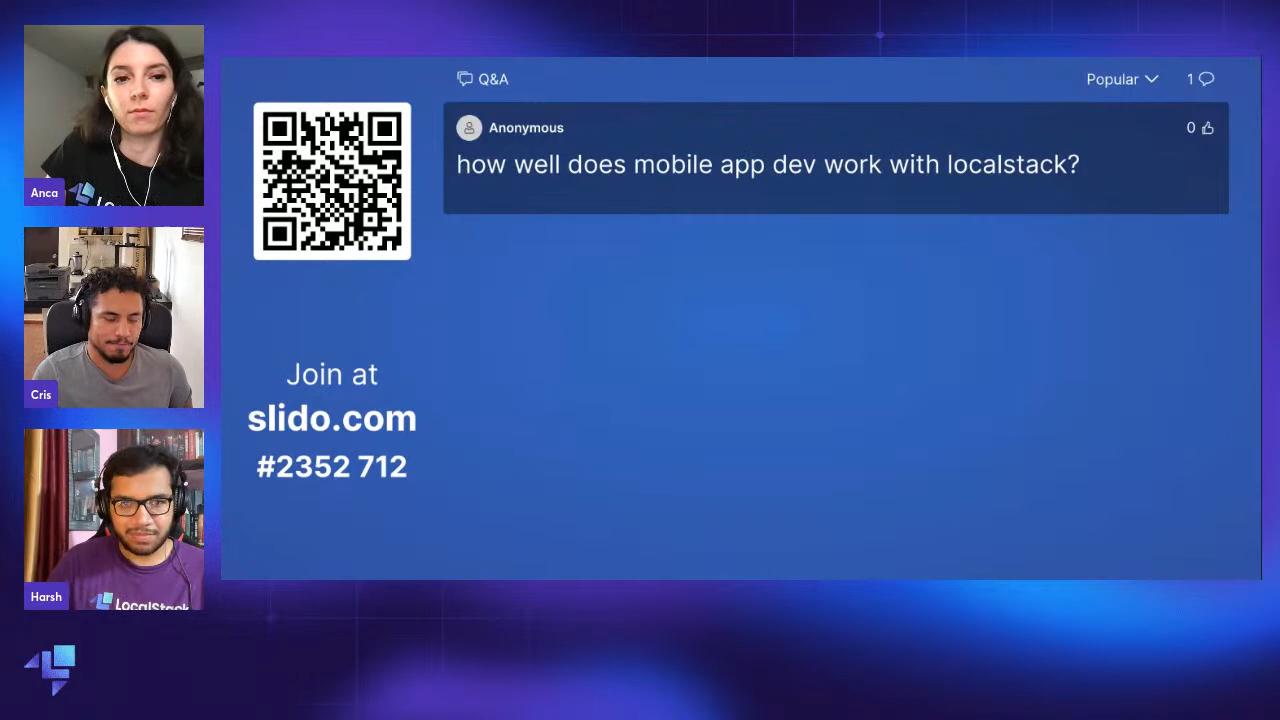 Anca
Cris
LocalStack
Harsh
Q&A
Popular
1
Anonymous
0
how well does mobile app dev work with localstack?
Join at
slido.com
#2352 712